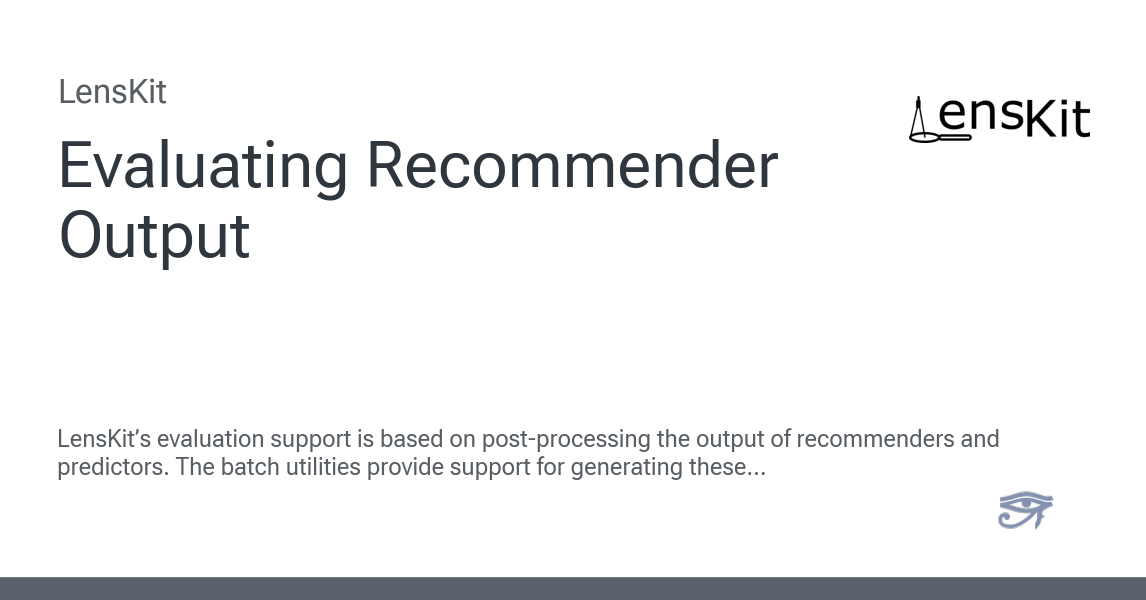 LensKit
LensKit
Evaluating Recommender
Output
LensKit’s evaluation support is based on post-processing the output of recommenders and
predictors. The batch utilities provide support for generating these...